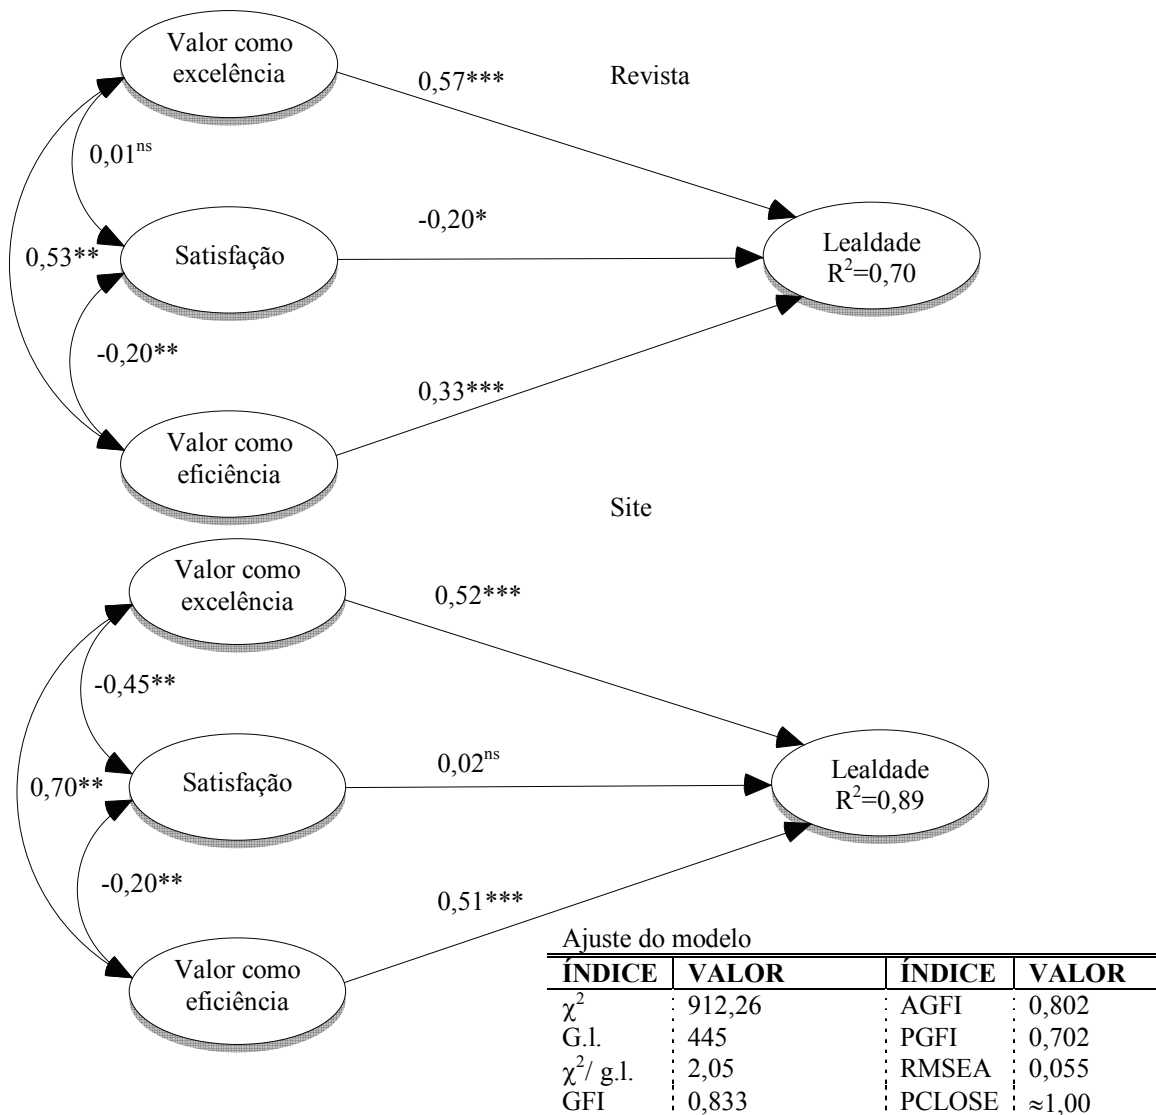 Valor como
excelência
0,57***
Revista
0,01ns
-0,20*
Satisfação
Lealdade
R2=0,70
0,53**
-0,20**
0,33***
Valor como
eficiência
Site
Valor como
excelência
0,52***
-0,45**
0,02ns
Satisfação
Lealdade
R2=0,89
0,70**
-0,20**
0,51***
Valor como
eficiência
Ajuste do modelo
ÍNDICE VALOR ÍNDICE VALOR
χ2 912,26 AGFI 0,802
G.l. 445 PGFI 0,702
χ2/ g.l. 2,05 RMSEA 0,055
GFI 0,833 PCLOSE ≈1,00